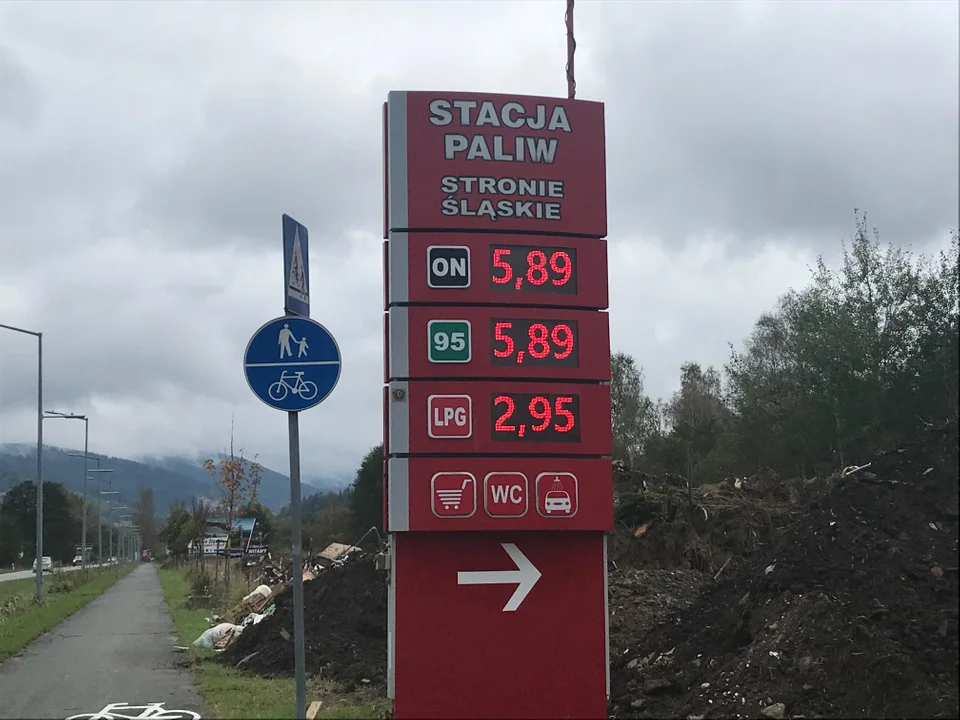 STACJA
PALIW
STRONIE
ŚLĄSKIE
ON 5,89
95 5,89
LPG 2,95
WC